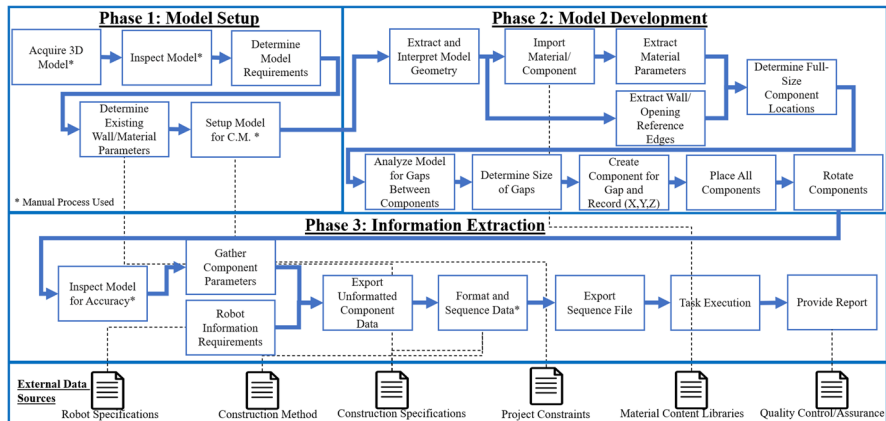 Phase 1: Model Setup
Acquire 3D
Model*
Inspect Model*
Determine
Model
Requirements
Determine
Existing
Wall/Material
Parameters
Setup Model
for C.M. *
* Manual Process Used
Phase 2: Model Development
Extract and
Interpret Model
Geometry
Import
Material/
Component
Extract
Material
Parameters
Extract Wall/
Opening
Reference
Edges
Determine Full-
Size
Component
Locations
Analyze Model
for Gaps
Between
Components
Determine Size
of Gaps
Create
Component for
Gap and
Record (X,Y,Z)
Place All
Components
Rotate
Components
Phase 3: Information Extraction
Inspect Model
for Accuracy*
Gather
Component
Parameters
Robot
Information
Requirements
Export
Unformatted
Component
Data
Format and
Sequence Data*
Export
Sequence File
Task Execution
Provide Report
External Data
Sources
Robot Specifications
Construction Method
Construction Specifications
Project Constraints
Material Content Libraries
Quality Control/Assurance